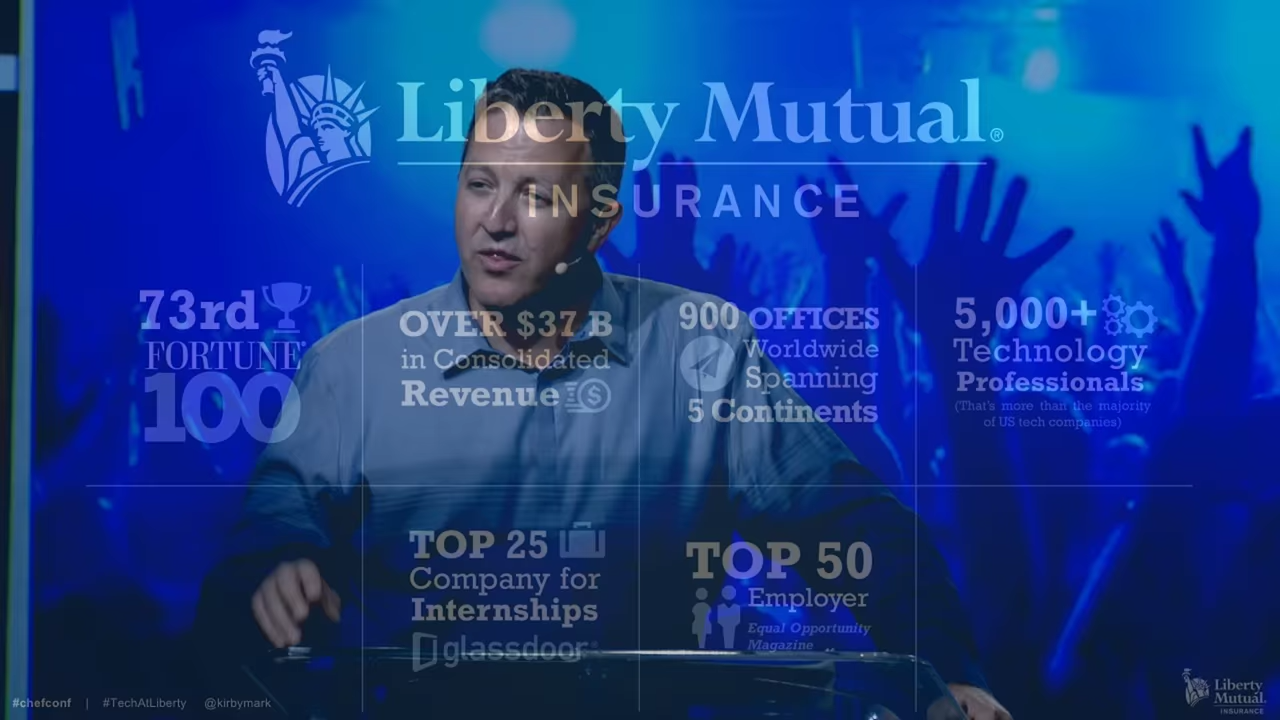 Liberty Mutual®
INSURANCE
73rd
FORTUNE
100
OVER $37 B
in Consolidated
Revenue
900 OFFICES
Worldwide
Spanning
5 Continents
5,000+
Technology
Professionals
(That's more than the majority
of US tech companies)
TOP 25
Company for
Internships
glassdoor
TOP 50
Employer
Equal Opportunity
Magazine
#chefconf | #TechAtLiberty @kirbymark
Liberty
Mutual
INSURANCE